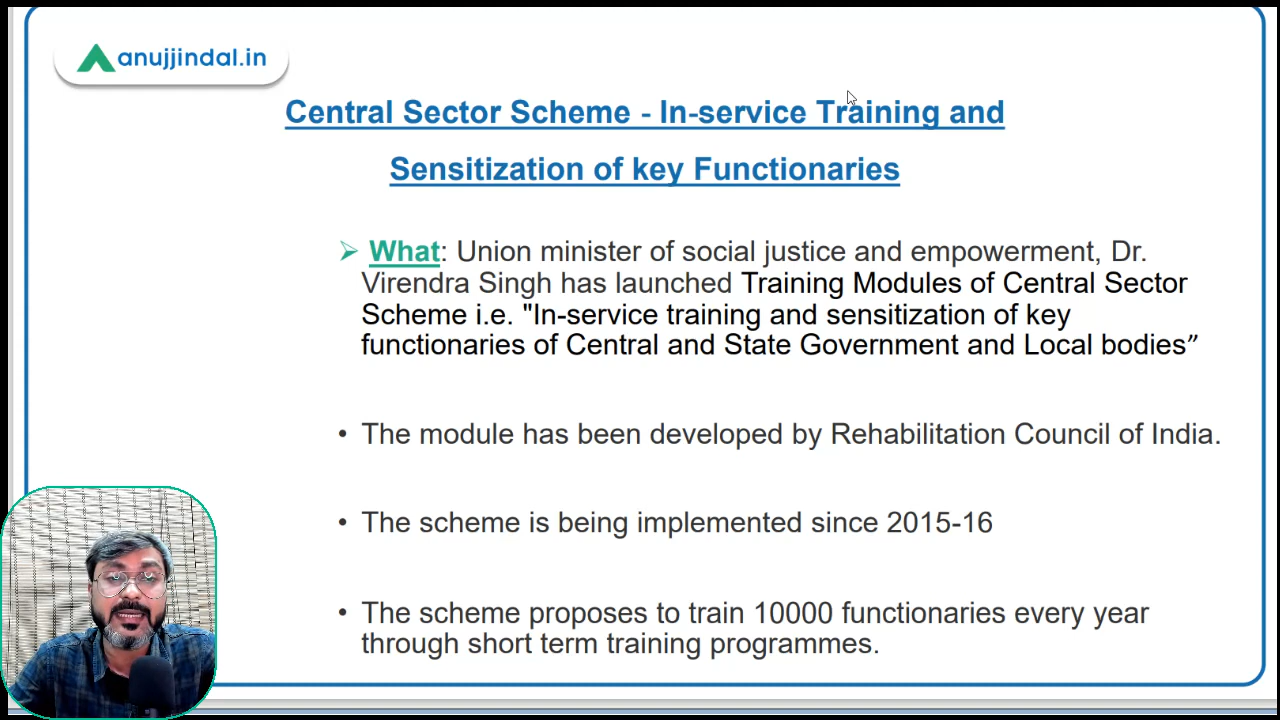 anujjindal.in
Central Sector Scheme - In-service Training and
Sensitization of key Functionaries
➢ What: Union minister of social justice and empowerment, Dr.
Virendra Singh has launched Training Modules of Central Sector
Scheme i.e. "In-service training and sensitization of key
functionaries of Central and State Government and Local bodies”
• The module has been developed by Rehabilitation Council of India.
• The scheme is being implemented since 2015-16
• The scheme proposes to train 10000 functionaries every year
through short term training programmes.